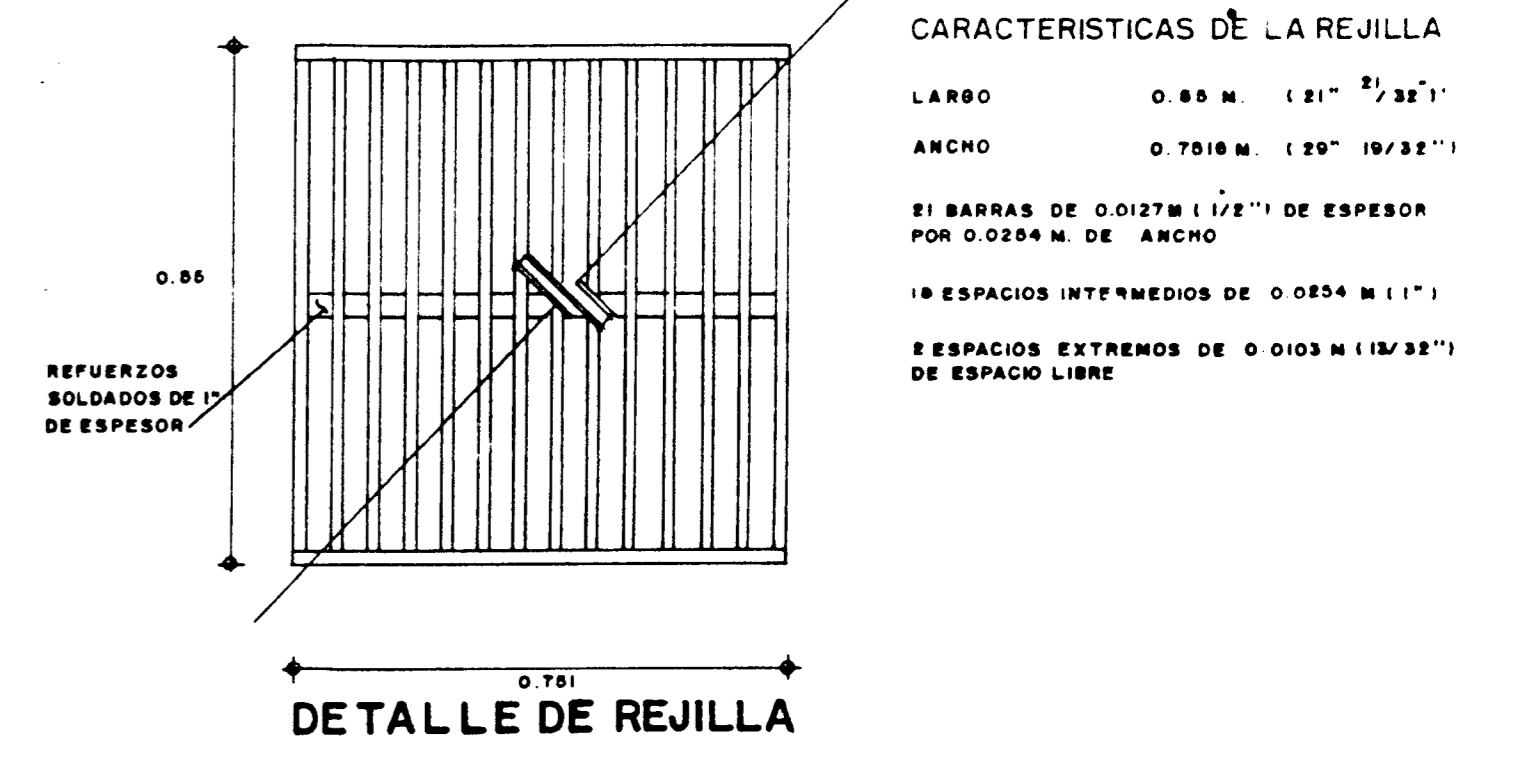 CARACTERISTICAS DE LA REJILLA
LARGO 0.55 M. (21" 21/32")
ANCHO 0.7516 M. (29" 19/32")
21 BARRAS DE 0.0127M (1/2") DE ESPESOR
POR 0.0254 M. DE ANCHO
18 ESPACIOS INTERMEDIOS DE 0.0254 M (1")
2 ESPACIOS EXTREMOS DE 0.0103 M (13/32")
DE ESPACIO LIBRE
0.55
REFUERZOS
SOLDADOS DE 1"
DE ESPESOR
0.751
DETALLE DE REJILLA